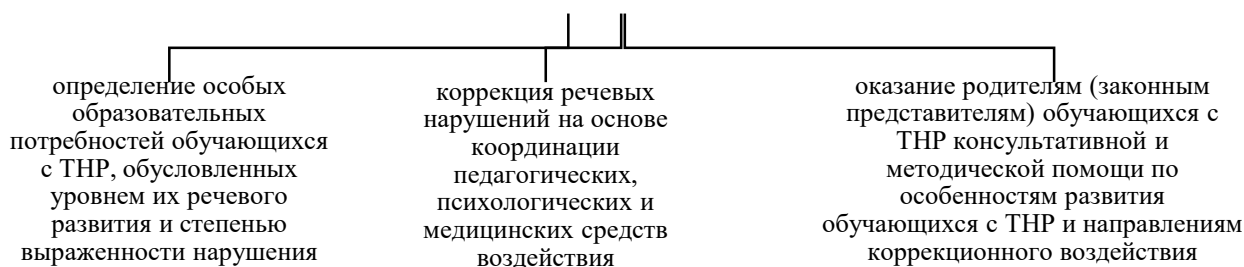 определение особых
образовательных
потребностей обучающихся
с ТНР, обусловленных
уровнем их речевого
развития и степенью
выраженности нарушения
коррекция речевых
нарушений на основе
координации
педагогических,
психологических и
медицинских средств
воздействия
оказание родителям (законным
представителям) обучающихся с
ТНР консультативной и
методической помощи по
особенностям развития
обучающихся с ТНР и направлениям
коррекционного воздействия